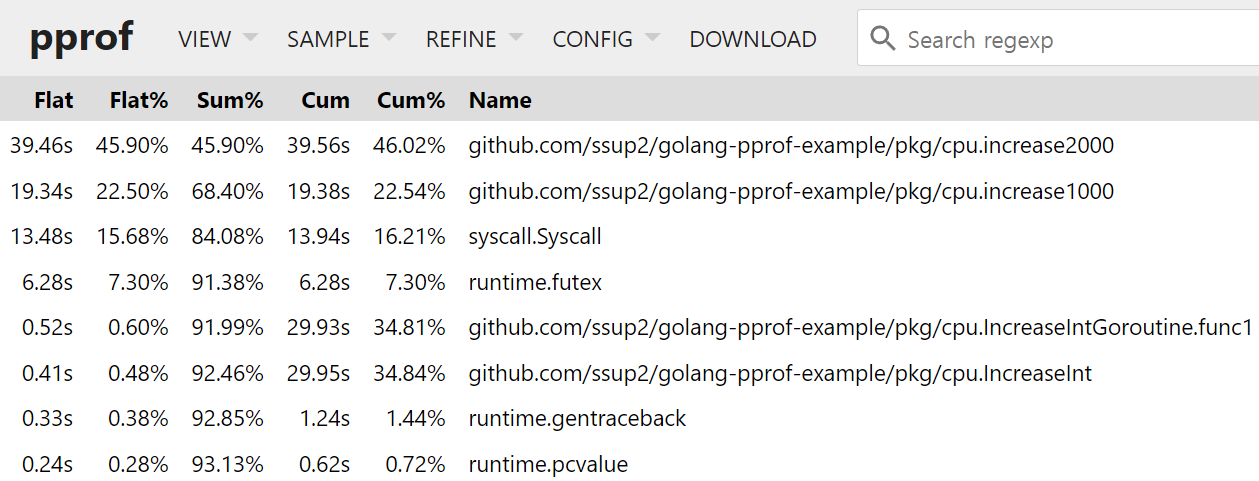 pprof VIEW SAMPLE REFINE CONFIG DOWNLOAD Search regexp
Flat Flat% Sum% Cum Cum% Name
39.46s 45.90% 45.90% 39.56s 46.02% github.com/ssup2/golang-pprof-example/pkg/cpu.increase2000
19.34s 22.50% 68.40% 19.38s 22.54% github.com/ssup2/golang-pprof-example/pkg/cpu.increase1000
13.48s 15.68% 84.08% 13.94s 16.21% syscall.Syscall
6.28s 7.30% 91.38% 6.28s 7.30% runtime.futex
0.52s 0.60% 91.99% 29.93s 34.81% github.com/ssup2/golang-pprof-example/pkg/cpu.IncreaseIntGoroutine.func1
0.41s 0.48% 92.46% 29.95s 34.84% github.com/ssup2/golang-pprof-example/pkg/cpu.IncreaseInt
0.33s 0.38% 92.85% 1.24s 1.44% runtime.gentraceback
0.24s 0.28% 93.13% 0.62s 0.72% runtime.pcvalue